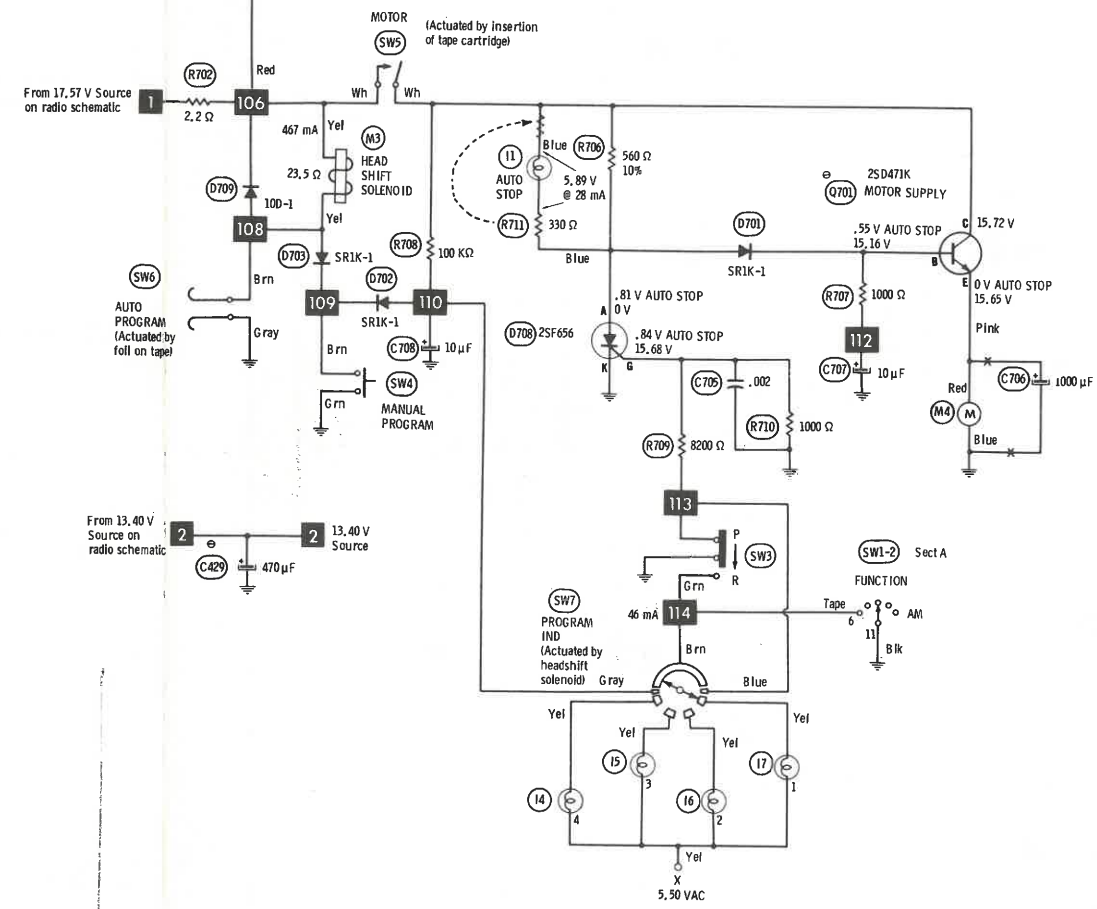 MOTOR
SW5
(Actuated by insertion
of tape cartridge)
Red
R702
From 17.57 V Source
on radio schematic
1
2.2 Ω
106
Wh
Wh
467 mA
Yel
M3
HEAD
SHIFT
SOLENOID
23.5 Ω
Yel
D709
10D-1
108
Blue
I1
AUTO
STOP
5.89 V
@ 28 mA
R706
560 Ω
10%
R711
330 Ω
Blue
⊖
2SD471K
Q701
MOTOR SUPPLY
D701
SR1K-1
.55 V AUTO STOP
15.16 V
C
15.72 V
B
E
0 V AUTO STOP
15.65 V
Pink
R708
100 KΩ
D703
SR1K-1
D702
SR1K-1
109
110
Brn
SW6
AUTO
PROGRAM
(Actuated by
foil on tape)
Gray
Brn
Grn
SW4
MANUAL
PROGRAM
C708
+
10 µF
.81 V AUTO STOP
A
0 V
D708
2SF656
.84 V AUTO STOP
15.68 V
K
G
R707
1000 Ω
112
C707
+
10 µF
C705
.002
R710
1000 Ω
R709
8200 Ω
Red
M4
M
Blue
C706
+
1000 µF
From 13.40 V
Source on
radio schematic
2
2
13.40 V
Source
⊖
C429
+
470 µF
113
P
SW3
R
Grn
46 mA
114
Brn
SW1-2
Sect A
FUNCTION
Tape
6
AM
11
Blk
SW7
PROGRAM
IND
(Actuated by
headshift
solenoid)
Gray
Blue
Yel
Yel
Yel
Yel
I4
4
I5
3
I6
2
I7
1
Yel
X
5.50 VAC